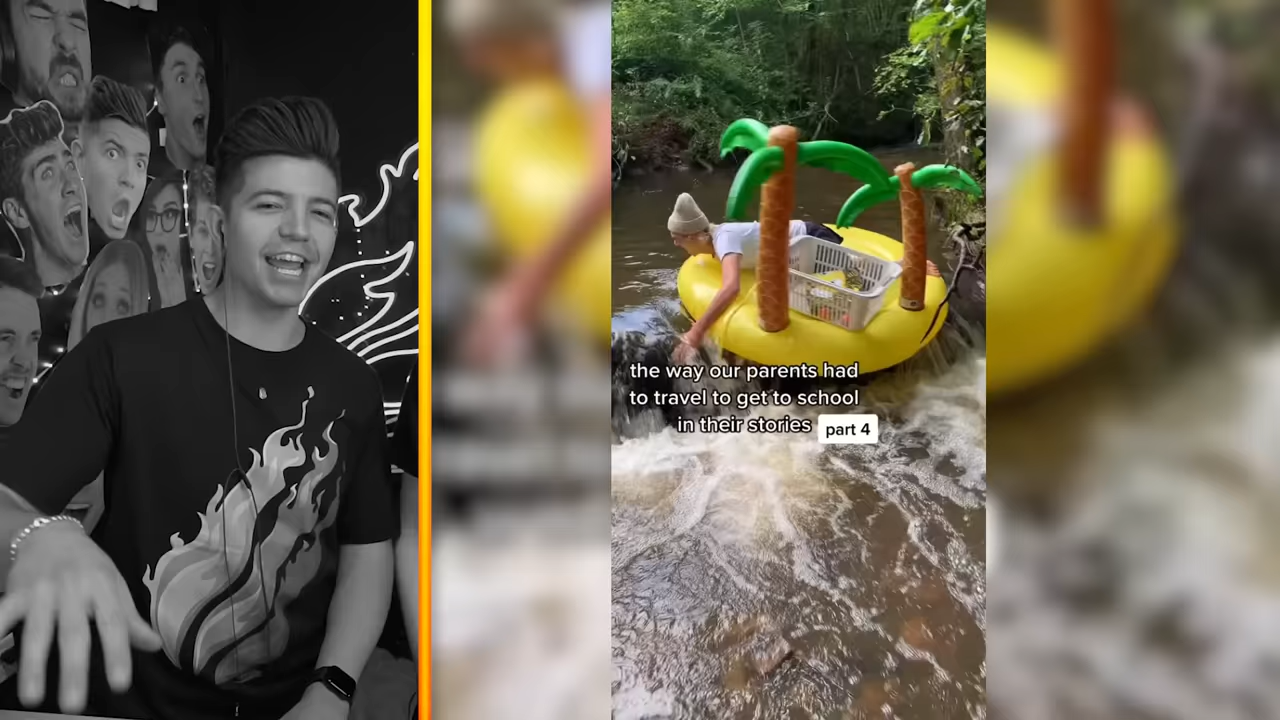 the way our parents had
to travel to get to school
in their stories part 4